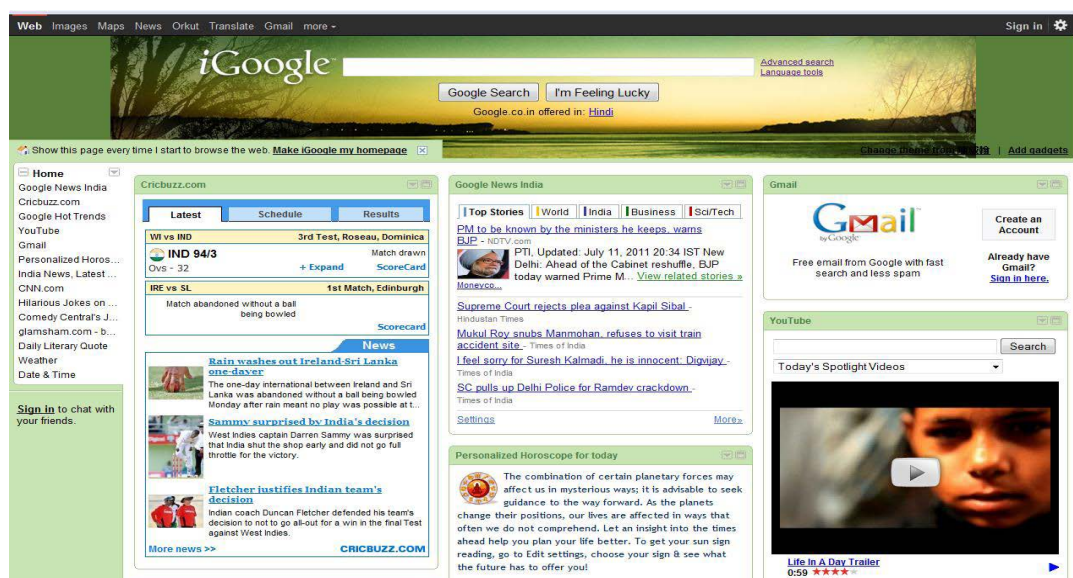 Web Images Maps News Orkut Translate Gmail more
Sign in
iGoogle
Advanced search
Language tools
Google Search I'm Feeling Lucky
Google.co.in offered in: Hindi
Show this page every time I start to browse the web. Make iGoogle my homepage
Change theme from | Add gadgets
Home
Google News India
Cricbuzz.com
Google Hot Trends
YouTube
Gmail
Personalized Horos...
India News, Latest ...
CNN.com
Hilarious Jokes on ...
Comedy Central's J...
glamsham.com - b...
Daily Literary Quote
Weather
Date & Time
Sign in to chat with
your friends.
Cricbuzz.com
Latest Schedule Results
WI vs IND 3rd Test, Roseau, Dominica
IND 94/3 Match drawn
Ovs - 32 + Expand ScoreCard
IRE vs SL 1st Match, Edinburgh
Match abandoned without a ball
being bowled
Scorecard
News
Rain washes out Ireland-Sri Lanka
one-dayer
The one-day international between Ireland and Sri
Lanka was abandoned without a ball being bowled
Monday after rain meant no play was possible at t...
Sammy surprised by India's decision
West Indies captain Darren Sammy was surprised
that India shut the shop early and did not go full
throttle for the victory.
Fletcher justifies Indian team's
decision
Indian coach Duncan Fletcher defended his team's
decision to not to go all-out for a win in the final Test
against West Indies.
More news >> CRICBUZZ.COM
Google News India
Top Stories World India Business Sci/Tech
PM to be known by the ministers he keeps, warns
BJP - NDTV.com
PTI, Updated: July 11, 2011 20:34 IST New
Delhi: Ahead of the Cabinet reshuffle, BJP
today warned Prime M... View related stories »
Moneyco...
Supreme Court rejects plea against Kapil Sibal -
Hindustan Times
Mukul Roy snubs Manmohan, refuses to visit train
accident site - Times of India
I feel sorry for Suresh Kalmadi, he is innocent: Digvijay -
Times of India
SC pulls up Delhi Police for Ramdev crackdown -
Times of India
Settings More»
Personalized Horoscope for today
The combination of certain planetary forces may
affect us in mysterious ways; it is advisable to seek
guidance to the way forward. As the planets
change their positions, our lives are affected in ways that
often we do not comprehend. Let an insight into the times
ahead help you plan your life better. To get your sun sign
reading, go to Edit settings, choose your sign & see what
the future has to offer you!
Gmail
Gmail
by Google
Free email from Google with fast
search and less spam
Create an
Account
Already have
Gmail?
Sign in here.
YouTube
Search
Today's Spotlight Videos
Life In A Day Trailer
0:59